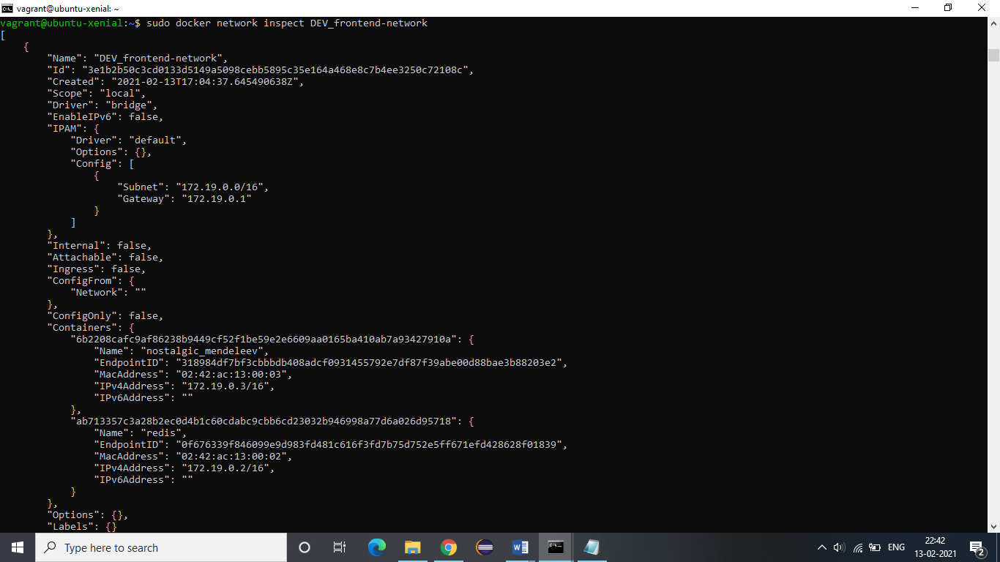 vagrant@ubuntu-xenial: ~
vagrant@ubuntu-xenial:~$ sudo docker network inspect DEV_frontend-network
[
    {
        "Name": "DEV_frontend-network",
        "Id": "3e1b2b50c3cd0133d5149a5098cebb5895c35e164a468e8c7b4ee3250c72108c",
        "Created": "2021-02-13T17:04:37.645490638Z",
        "Scope": "local",
        "Driver": "bridge",
        "EnableIPv6": false,
        "IPAM": {
            "Driver": "default",
            "Options": {},
            "Config": [
                {
                    "Subnet": "172.19.0.0/16",
                    "Gateway": "172.19.0.1"
                }
            ]
        },
        "Internal": false,
        "Attachable": false,
        "Ingress": false,
        "ConfigFrom": {
            "Network": ""
        },
        "ConfigOnly": false,
        "Containers": {
            "6b2208cafc9af86238b9449cf52f1be59e2e6609aa0165ba410ab7a93427910a": {
                "Name": "nostalgic_mendeleev",
                "EndpointID": "318984df7bf3cbbbdb408adcf0931455792e7df87f39abe00d88bae3b88203e2",
                "MacAddress": "02:42:ac:13:00:03",
                "IPv4Address": "172.19.0.3/16",
                "IPv6Address": ""
            },
            "ab713357c3a28b2ec0d4b1c60cdabc9cbb6cd23032b946998a77d6a026d95718": {
                "Name": "redis",
                "EndpointID": "0f676339f846099e9d983fd481c616f3fd7b75d752e5ff671efd428628f01839",
                "MacAddress": "02:42:ac:13:00:02",
                "IPv4Address": "172.19.0.2/16",
                "IPv6Address": ""
            }
        },
        "Options": {},
        "Labels": {}
Type here to search
ENG
22:42
13-02-2021
2